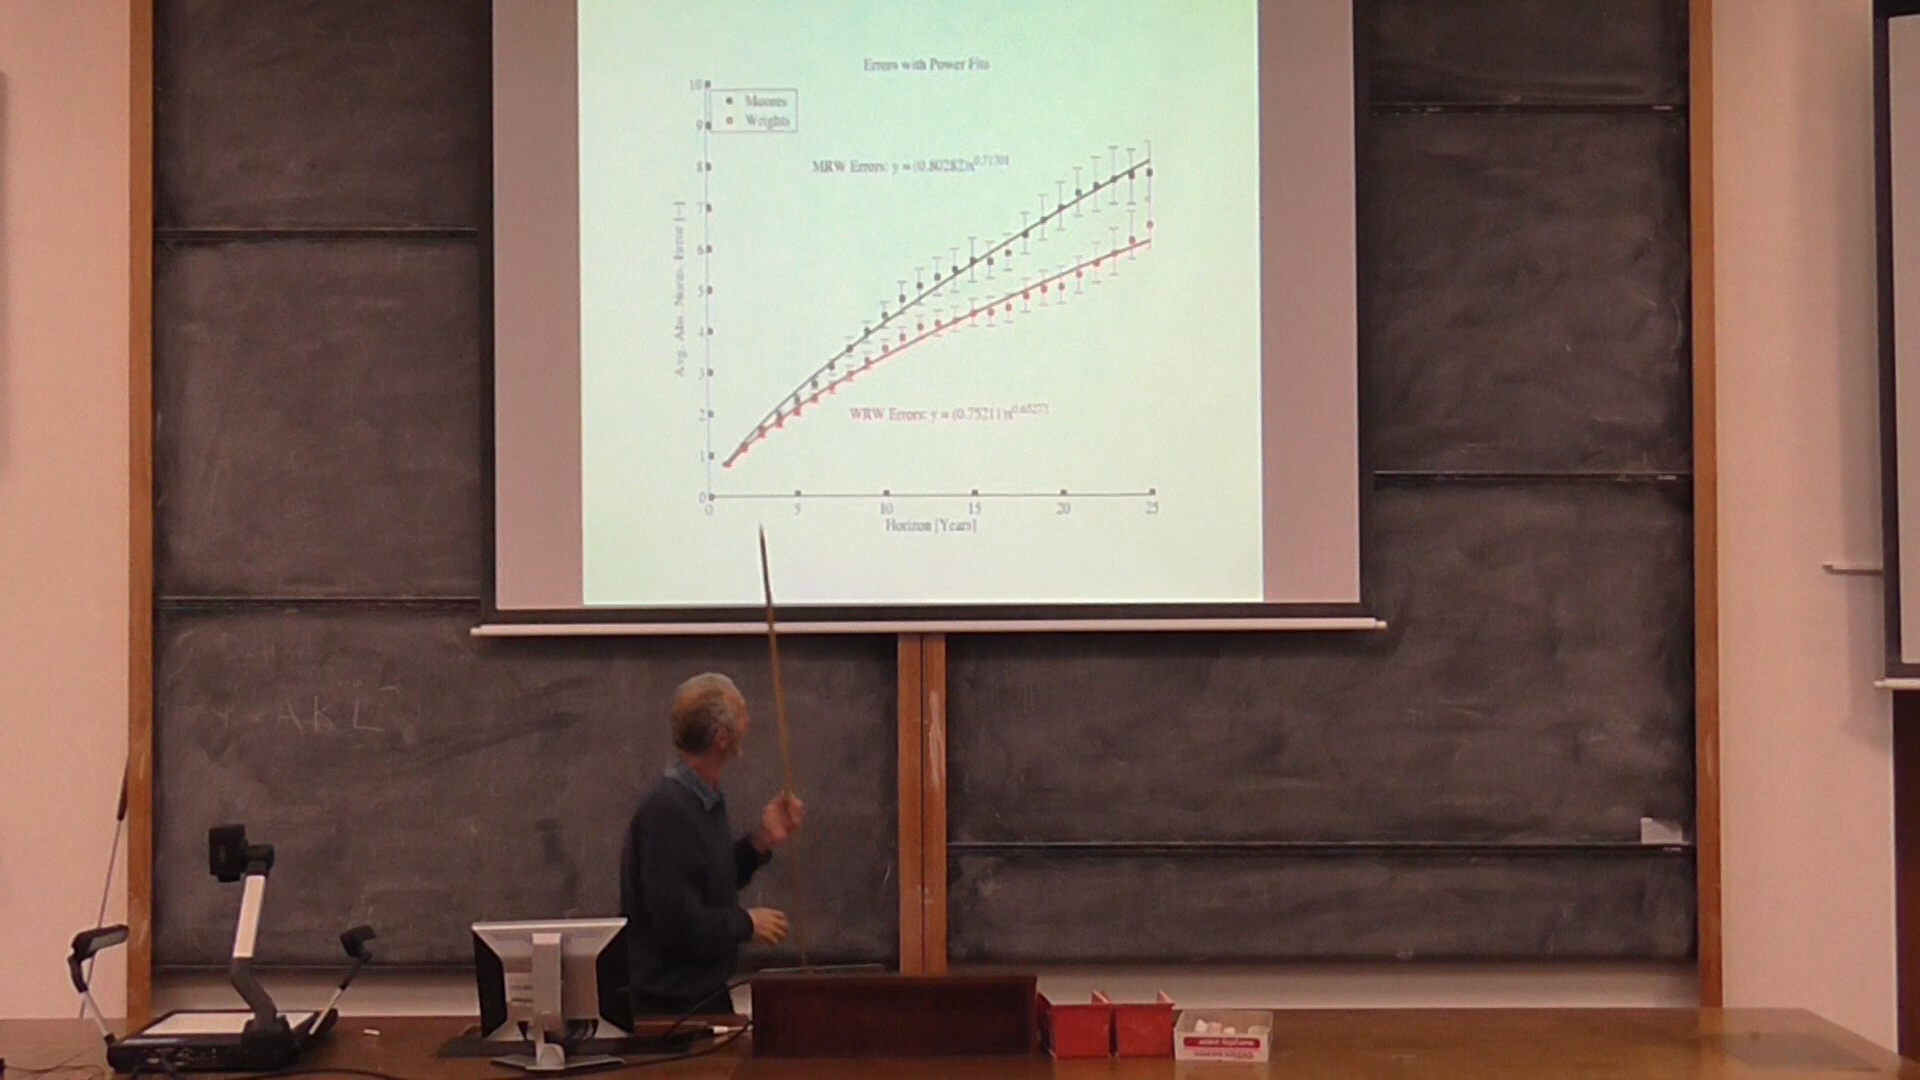 Errors with Power Fits
10
Moores
Wrights
9
MRW Errors: y = (0.80282)x^0.71701
8
7
6
5
4
3
2
1
0
Avg. Abs. Norm. Error [-]
WRW Errors: y = (0.75211)x^0.65273
0 5 10 15 20 25
Horizon [Years]
Y AKL